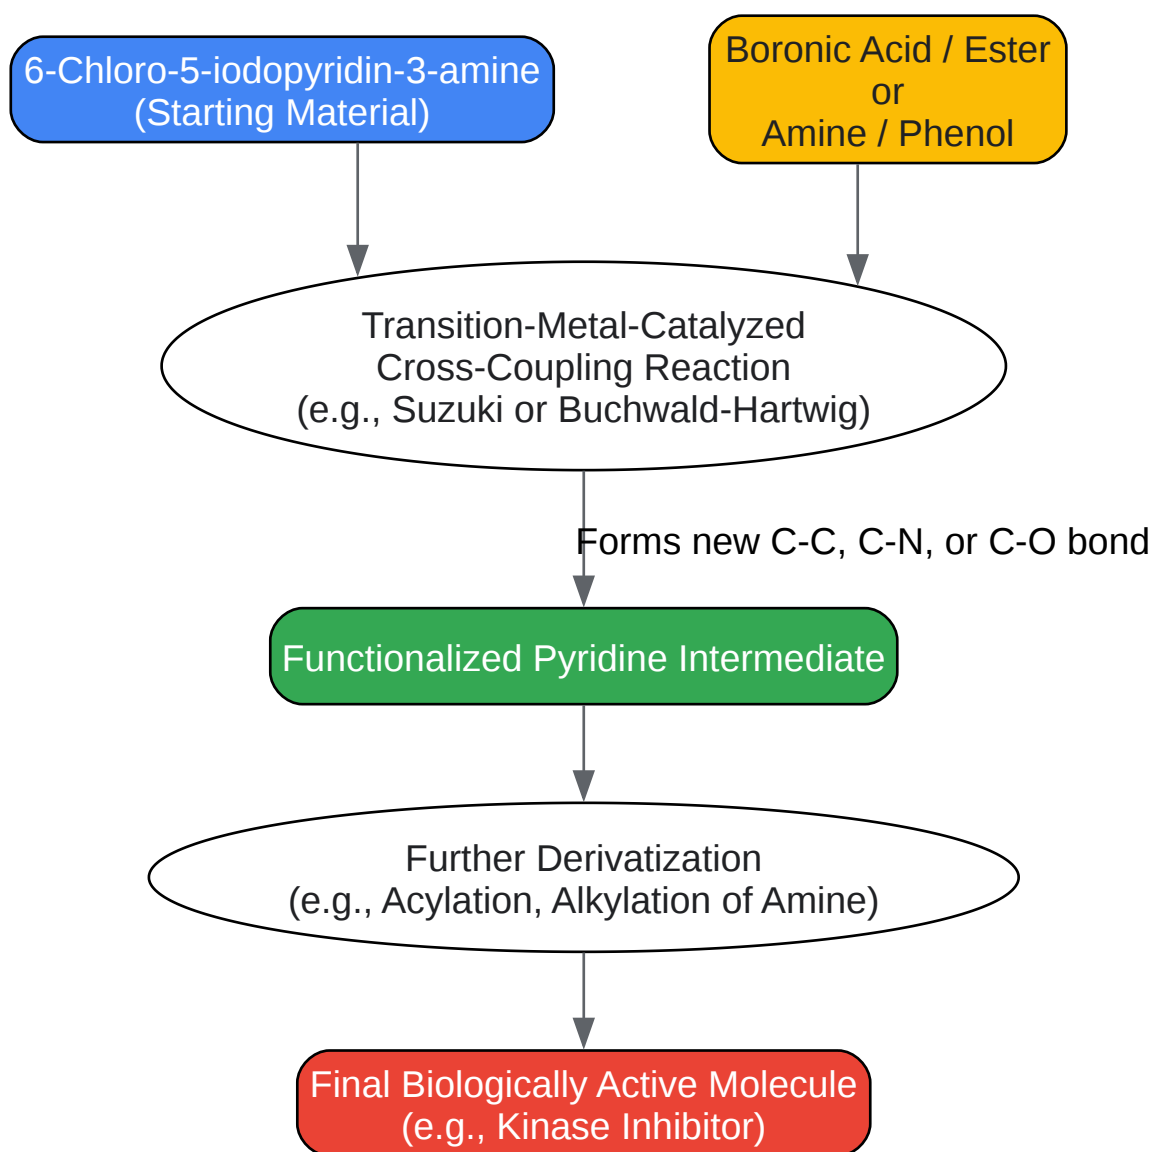 6-Chloro-5-iodopyridin-3-amine
(Starting Material)
Boronic Acid / Ester
or
Amine / Phenol
Transition-Metal-Catalyzed
Cross-Coupling Reaction
(e.g., Suzuki or Buchwald-Hartwig)
Forms new C-C, C-N, or C-O bond
Functionalized Pyridine Intermediate
Further Derivatization
(e.g., Acylation, Alkylation of Amine)
Final Biologically Active Molecule
(e.g., Kinase Inhibitor)